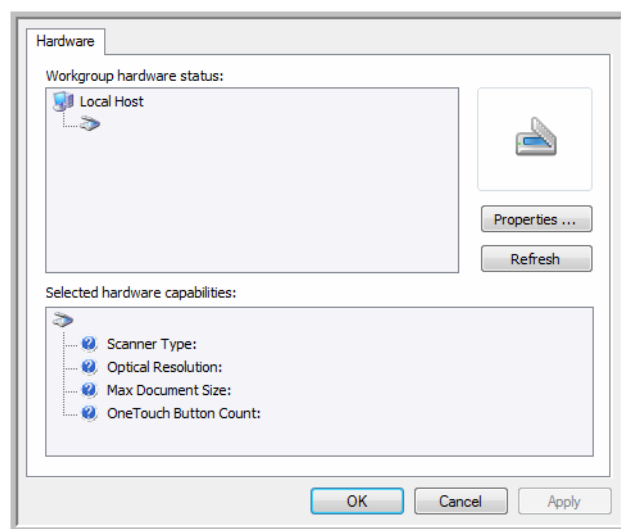 Hardware
Workgroup hardware status:
Local Host
Properties ...
Refresh
Selected hardware capabilities:
Scanner Type:
Optical Resolution:
Max Document Size:
OneTouch Button Count:
OK
Cancel
Apply